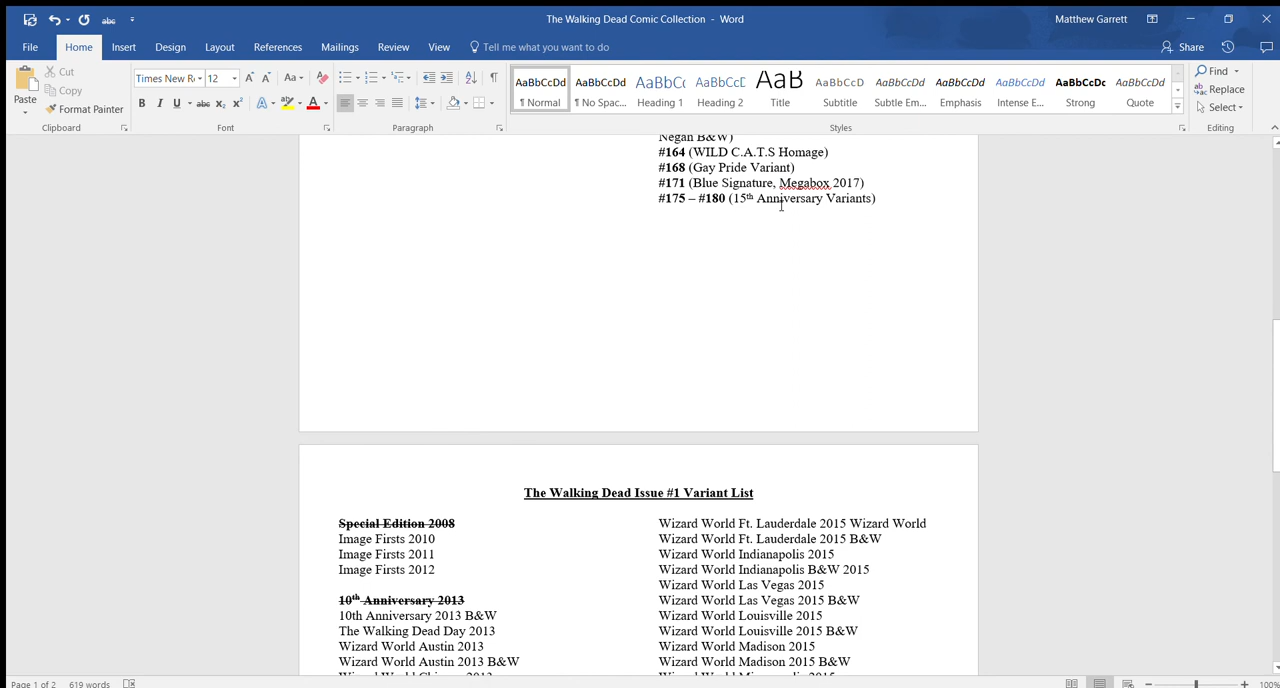 The Walking Dead Comic Collection - Word
Matthew Garrett
File Home Insert Design Layout References Mailings Review View Tell me what you want to do
Share
Paste
Cut
Copy
Format Painter
Clipboard
Times New R
12
Font
Paragraph
AaBbCcDd AaBbCcDd AaBbC AaBbCcD AaB AaBbCcD AaBbCcDd AaBbCcDd AaBbCcDd AaBbCcDc AaBbCcDd
¶ Normal ¶ No Spac... Heading 1 Heading 2 Title Subtitle Subtle Em... Emphasis Intense E... Strong Quote
Styles
Find
Replace
Select
Editing
Negan B&W)
#164 (WILD C.A.T.S Homage)
#168 (Gay Pride Variant)
#171 (Blue Signature, Megabox 2017)
#175 – #180 (15th Anniversary Variants)
The Walking Dead Issue #1 Variant List
Special Edition 2008
Image Firsts 2010
Image Firsts 2011
Image Firsts 2012
10th Anniversary 2013
10th Anniversary 2013 B&W
The Walking Dead Day 2013
Wizard World Austin 2013
Wizard World Austin 2013 B&W
Wizard World Ft. Lauderdale 2015 Wizard World
Wizard World Ft. Lauderdale 2015 B&W
Wizard World Indianapolis 2015
Wizard World Indianapolis B&W 2015
Wizard World Las Vegas 2015
Wizard World Las Vegas 2015 B&W
Wizard World Louisville 2015
Wizard World Louisville 2015 B&W
Wizard World Madison 2015
Wizard World Madison 2015 B&W
Page 1 of 2 619 words
100%